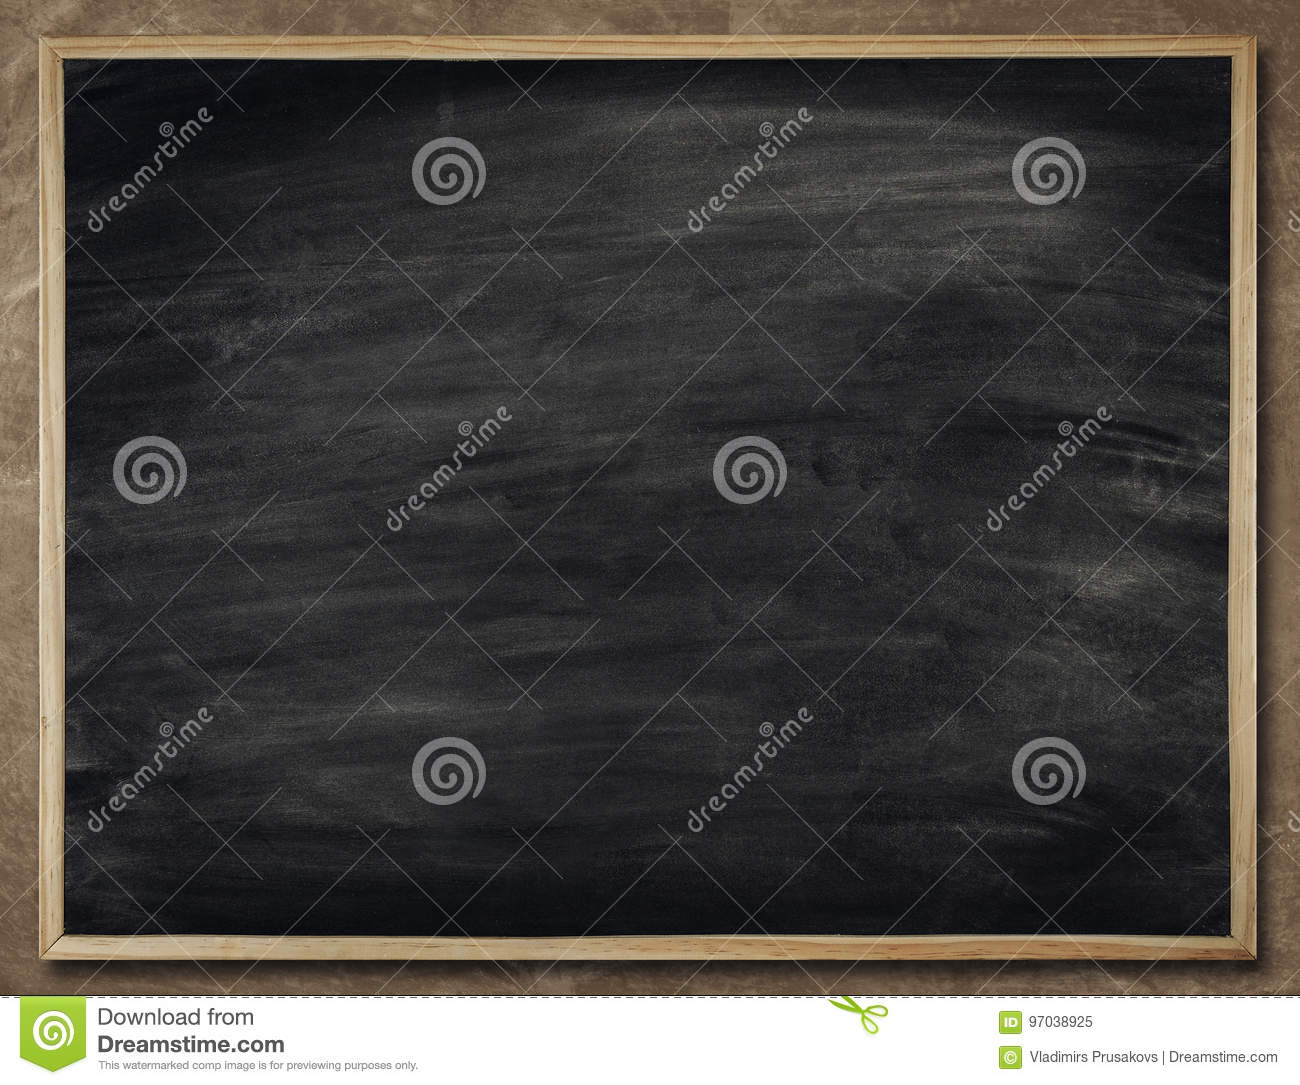 dreamstime
dreamstime
dreamstime
dreamstime
dreamstime
dreamstime
Download from
Dreamstime.com
This watermarked comp image is for previewing purposes only.
ID 97038925
© Vladimirs Prusakovs | Dreamstime.com